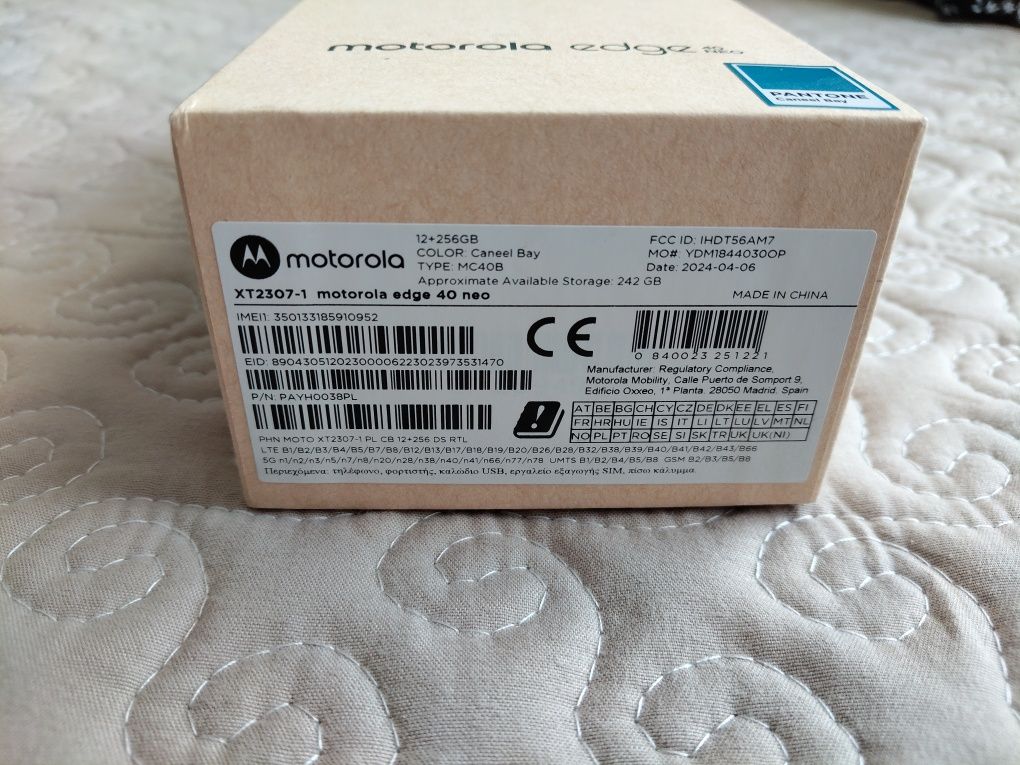 motorola edge 40 neo
PANTONE
Caneel Bay
motorola
12+256GB
COLOR: Caneel Bay
TYPE: MC40B
Approximate Available Storage: 242 GB
FCC ID: IHDT56AM7
MO#: YDM1844030OP
Date: 2024-04-06
XT2307-1 motorola edge 40 neo
MADE IN CHINA
IMEI1: 350133185910952
EID: 89043051202300006223023973531470
P/N: PAYH0038PL
CE
0 840023 251221
Manufacturer: Regulatory Compliance,
Motorola Mobility, Calle Puerto de Somport 9,
Edificio Oxxeo, 1ª Planta. 28050 Madrid. Spain
AT BE BG CH CY CZ DE DK EE EL ES FI
FR HR HU IE IS IT LI LT LU LV MT NL
NO PL PT RO SE SI SK TR UK UK(NI)
PHN MOTO XT2307-1 PL CB 12+256 DS RTL
LTE B1/B2/B3/B4/B5/B7/B8/B12/B13/B17/B18/B19/B20/B26/B28/B32/B38/B39/B40/B41/B42/B43/B66
5G n1/n2/n3/n5/n7/n8/n20/n28/n38/n40/n41/n66/n77/n78 UMTS B1/B2/B4/B5/B8 GSM B2/B3/B5/B8
Περιεχόμενα: τηλέφωνο, φορτιστής, καλώδιο USB, εργαλείο εξαγωγής SIM, πίσω κάλυμμα